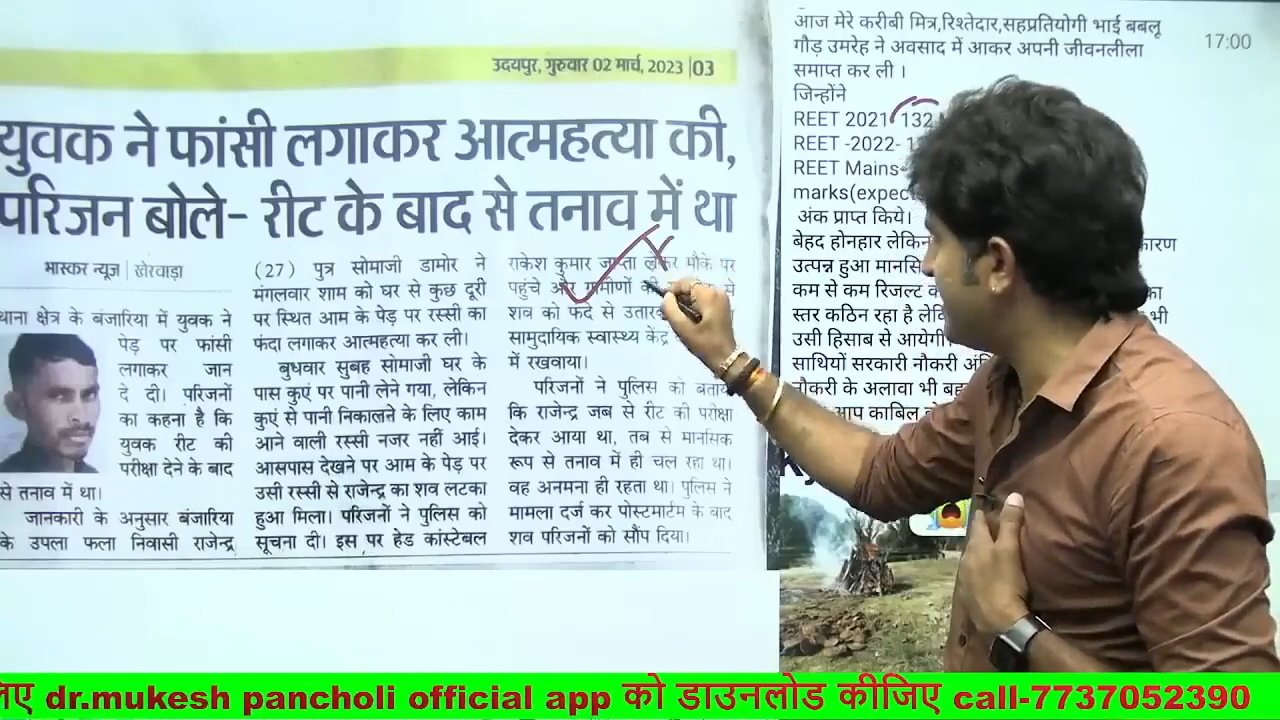 उदयपुर, गुरुवार 02 मार्च, 2023 | 03
युवक ने फांसी लगाकर आत्महत्या की,
परिजन बोले- रीट के बाद से तनाव में था
भास्कर न्यूज | खेरवाड़ा
थाना क्षेत्र के बंजारिया में युवक ने
पेड़ पर फांसी
लगाकर जान
दे दी। परिजनों
का कहना है कि
युवक रीट की
परीक्षा देने के बाद
से तनाव में था।
जानकारी के अनुसार बंजारिया
के उपला फला निवासी राजेन्द्र
(27) पुत्र सोमाजी डामोर ने
मंगलवार शाम को घर से कुछ दूरी
पर स्थित आम के पेड़ पर रस्सी का
फंदा लगाकर आत्महत्या कर ली।
बुधवार सुबह सोमाजी घर के
पास कुएं पर पानी लेने गया, लेकिन
कुएं से पानी निकालने के लिए काम
आने वाली रस्सी नजर नहीं आई।
आसपास देखने पर आम के पेड़ पर
उसी रस्सी से राजेन्द्र का शव लटका
हुआ मिला। परिजनों ने पुलिस को
सूचना दी। इस पर हेड कांस्टेबल
राकेश कुमार जाप्ता लेकर मौके पर
पहुंचे और ग्रामीणों की से
शव को फंदे से
सामुदायिक स्वास्थ्य केंद्र
में रखवाया।
परिजनों ने पुलिस को बताया
कि राजेन्द्र जब से रीट की परीक्षा
देकर आया था, तब से मानसिक
रूप से तनाव में ही चल रहा था।
वह अनमना ही रहता था। पुलिस ने
मामला दर्ज कर पोस्टमार्टम के बाद
शव परिजनों को सौंप दिया।
आज मेरे करीबी मित्र,रिश्तेदार,सहप्रतियोगी भाई बबलू
गौड़ उमरेह ने अवसाद में आकर अपनी जीवनलीला
समाप्त कर ली ।
17:00
जिन्होंने
REET 2021- 132
REET -2022-
REET Mains-
अंक प्राप्त किये।
बेहद होनहार कारण
उत्पन्न हुआ
कम से कम रिजल्ट का
स्तर कठिन रहा है भी
उसी हिसाब से आयेगी
साथियों सरकारी नौकरी
नौकरी के अलावा भी
आप काबिल
dr.mukesh pancholi official app को डाउनलोड कीजिए call-7737052390